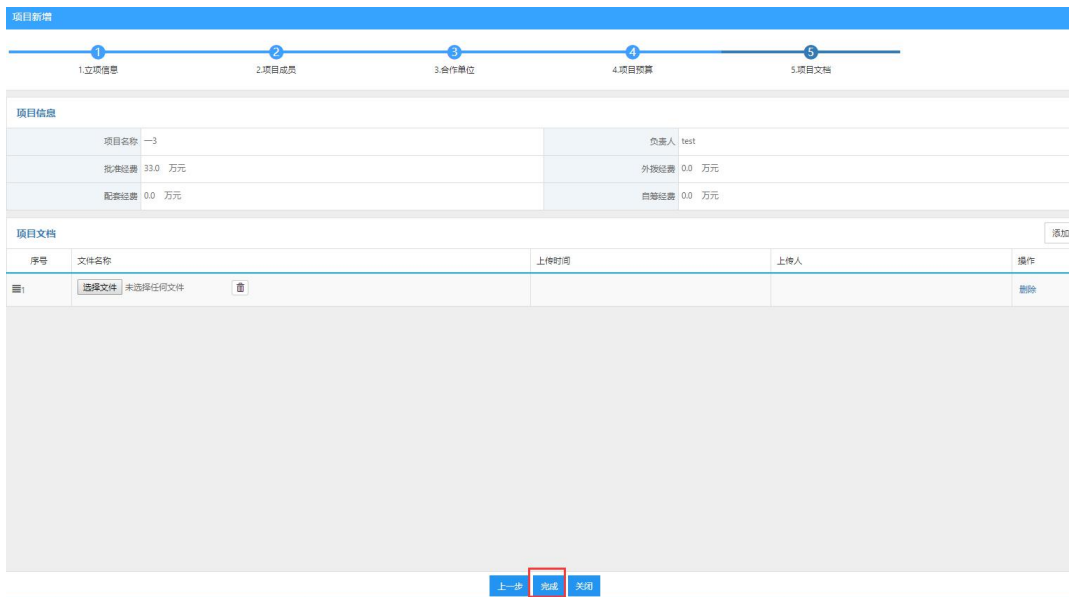 项目新增
1 2 3 4 5
1.立项信息 2.项目成员 3.合作单位 4.项目预算 5.项目文档
项目信息
项目名称 一3 负责人 test
批准经费 33.0 万元 外拨经费 0.0 万元
配套经费 0.0 万元 自筹经费 0.0 万元
项目文档 添加
序号 文件名称 上传时间 上传人 操作
1 选择文件 未选择任何文件 删除
上一步 完成 关闭